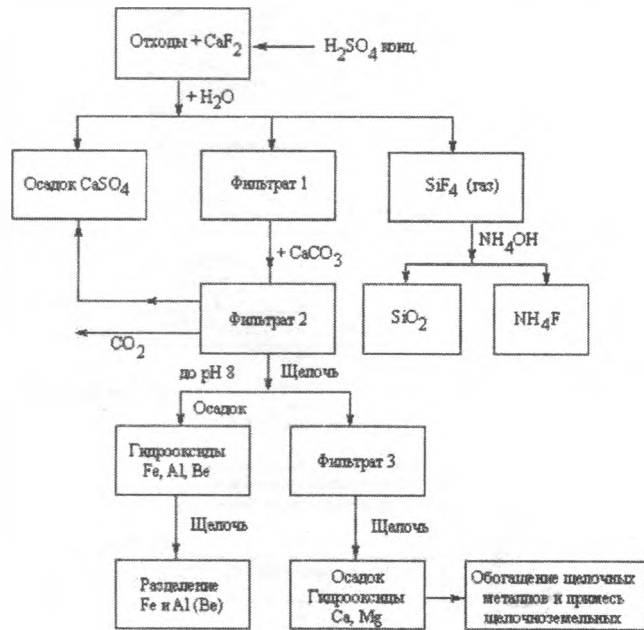 Отходы + CaF2
H2SO4 конц.
+ H2O
Осадок CaSO4
Фильтрат 1
SiF4 (газ)
+ CaCO3
NH4OH
Фильтрат 2
SiO2
NH4F
CO2
до pH 8
Щелочь
Осадок
Гидрооксиды
Fe, Al, Be
Фильтрат 3
Щелочь
Щелочь
Разделение
Fe и Al (Be)
Осадок
Гидрооксиды
Ca, Mg
Обогащение щелочных
металлов и примесь
щелочноземельных